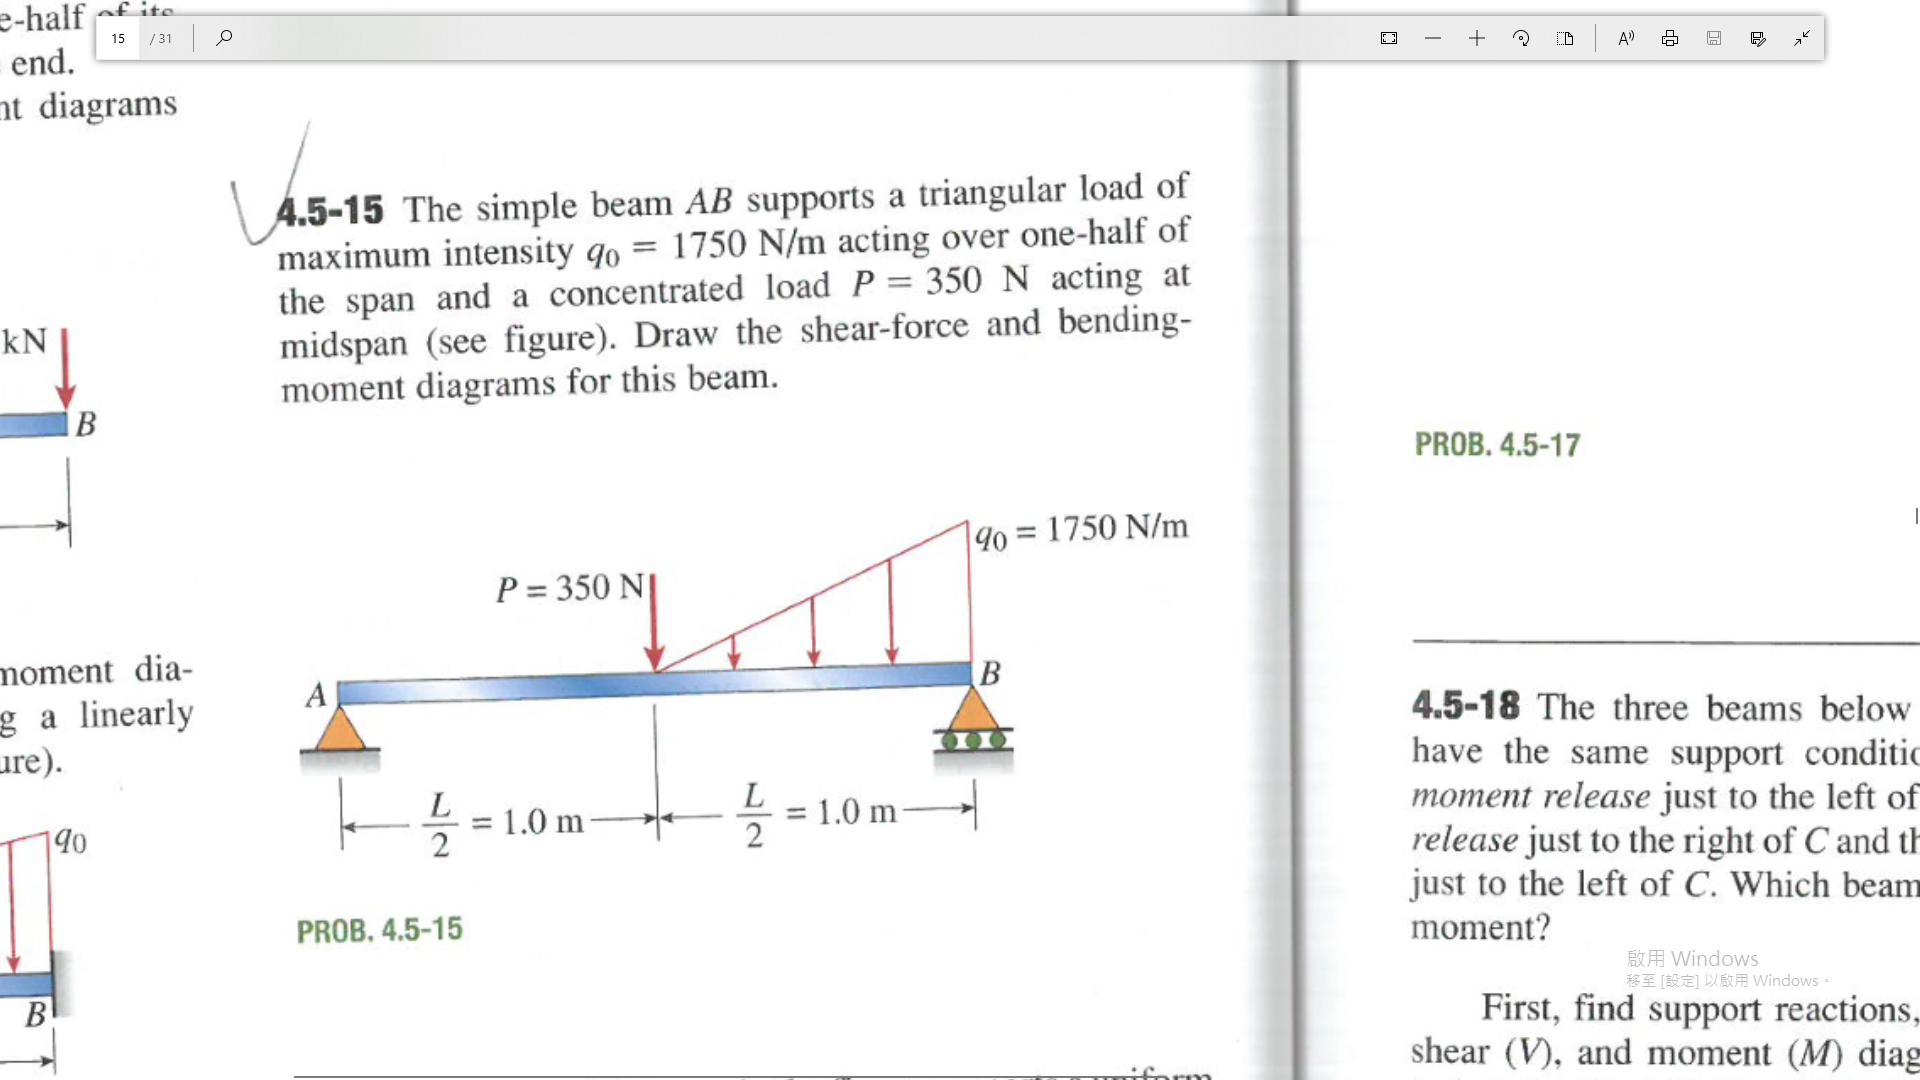 e-half of its
15 / 31
end.
nt diagrams
kN
B
moment dia-
g a linearly
ure).
q0
B
4.5-15 The simple beam AB supports a triangular load of
maximum intensity q0 = 1750 N/m acting over one-half of
the span and a concentrated load P = 350 N acting at
midspan (see figure). Draw the shear-force and bending-
moment diagrams for this beam.
q0 = 1750 N/m
P = 350 N
A
B
L/2 = 1.0 m
L/2 = 1.0 m
PROB. 4.5-15
uniform
PROB. 4.5-17
4.5-18 The three beams below
have the same support conditio
moment release just to the left of
release just to the right of C and th
just to the left of C. Which beam
moment?
啟用 Windows
移至 [設定] 以啟用 Windows。
First, find support reactions,
shear (V), and moment (M) diag